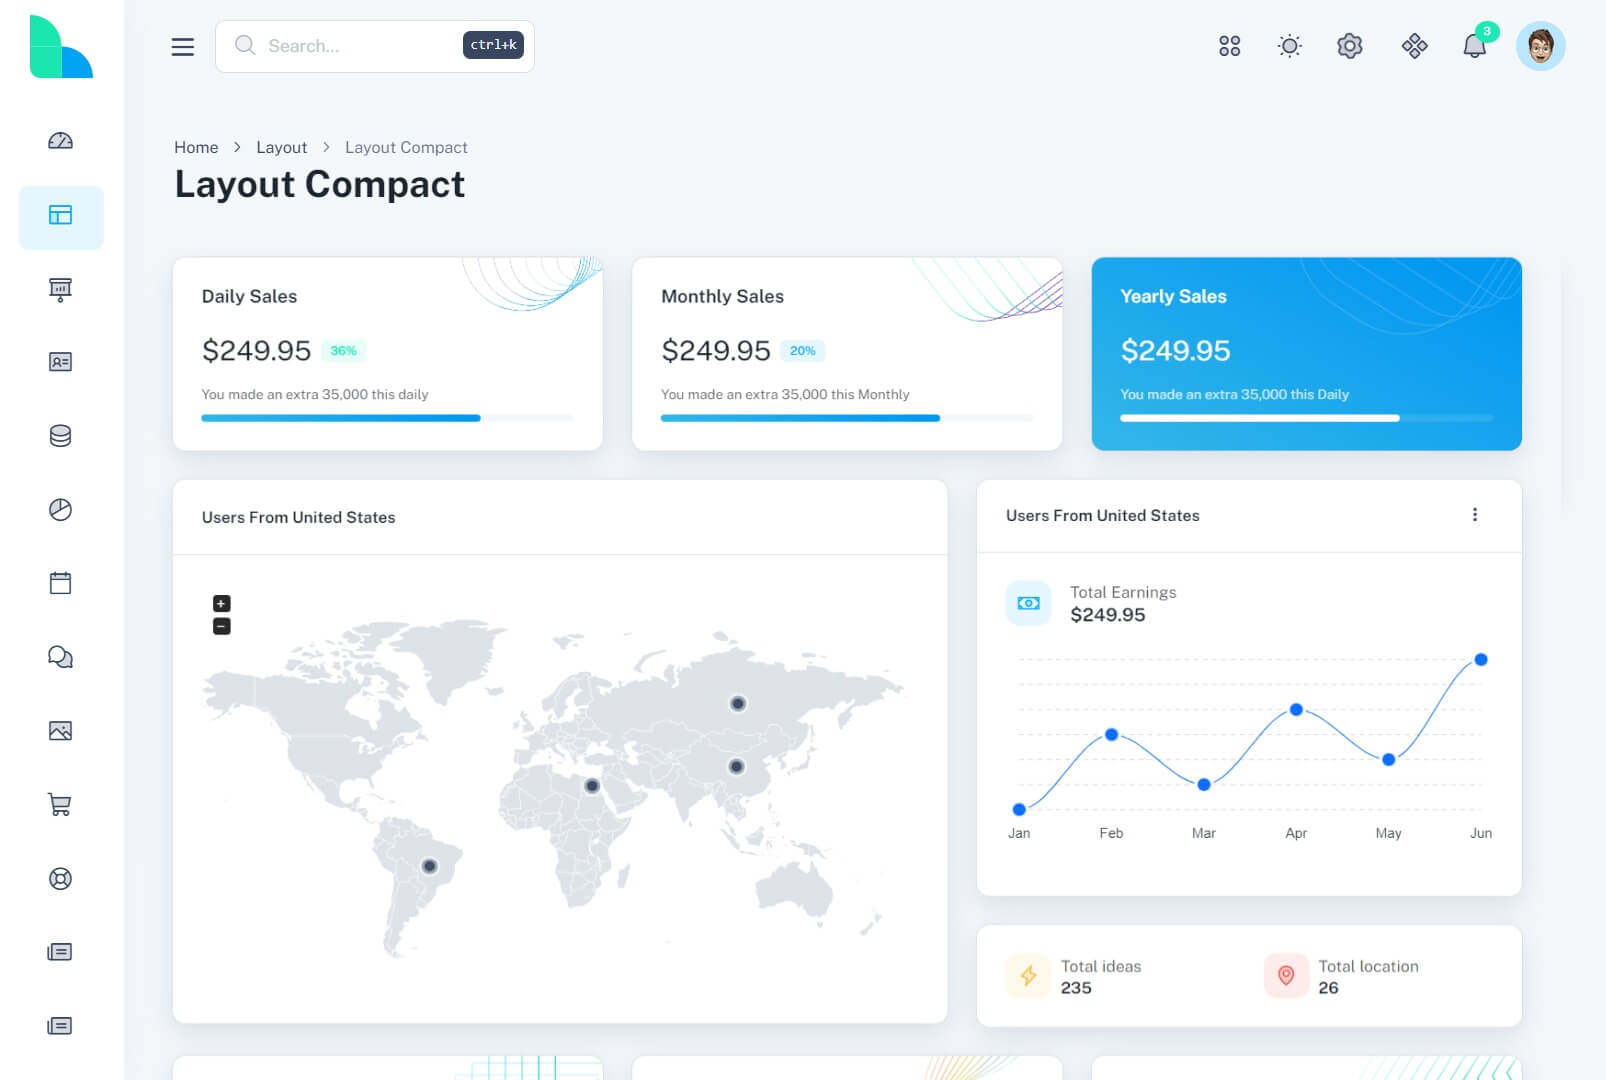 Search...
ctrl+k
3
Home > Layout > Layout Compact
Layout Compact
Daily Sales
$249.95 36%
You made an extra 35,000 this daily
Monthly Sales
$249.95 20%
You made an extra 35,000 this Monthly
Yearly Sales
$249.95
You made an extra 35,000 this Daily
Users From United States
+
−
Users From United States
Total Earnings
$249.95
Jan Feb Mar Apr May Jun
Total ideas
235
Total location
26